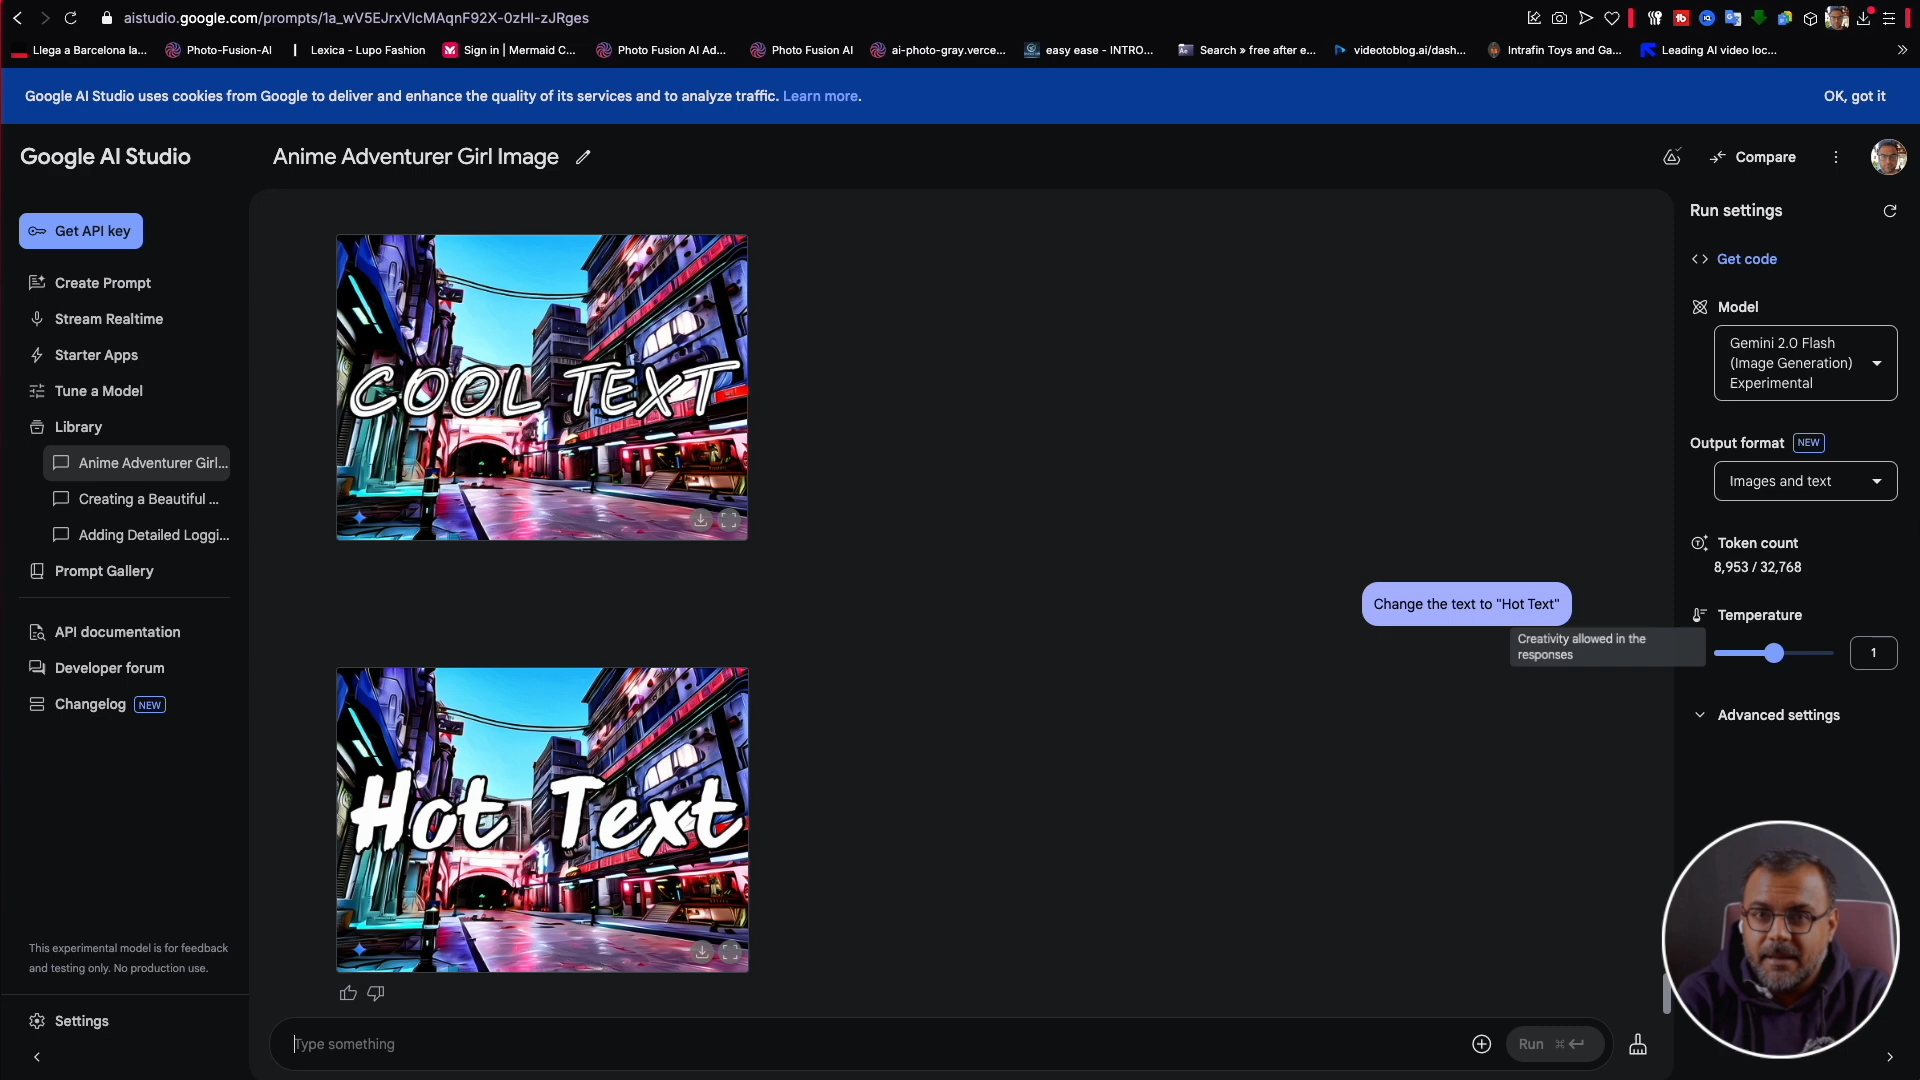 aistudio.google.com/prompts/1a_wV5EJrxVlcMAqnF92X-0zHl-zJRges
Llega a Barcelona la...
Photo-Fusion-AI
Lexica - Lupo Fashion
Sign in | Mermaid C...
Photo Fusion AI Ad...
Photo Fusion AI
ai-photo-gray.verce...
easy ease - INTRO...
Search » free after e...
videotoblog.ai/dash...
Intrafin Toys and Ga...
Leading AI video loc...
Google AI Studio uses cookies from Google to deliver and enhance the quality of its services and to analyze traffic. Learn more.
OK, got it
Google AI Studio
Anime Adventurer Girl Image
Compare
Get API key
Create Prompt
Stream Realtime
Starter Apps
Tune a Model
Library
Anime Adventurer Girl...
Creating a Beautiful ...
Adding Detailed Loggi...
Prompt Gallery
API documentation
Developer forum
Changelog NEW
This experimental model is for feedback
and testing only. No production use.
Settings
COOL TEXT
Change the text to "Hot Text"
Hot Text
Type something
Run
Run settings
Get code
Model
Gemini 2.0 Flash
(Image Generation)
Experimental
Output format NEW
Images and text
Token count
8,953 / 32,768
Temperature
Creativity allowed in the
responses
1
Advanced settings